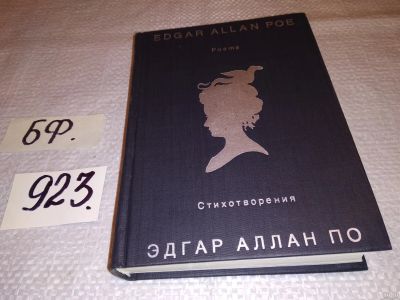 EDGAR ALLAN POE
Poems
Стихотворения
ЭДГАР АЛЛАН ПО
БФ.
923.